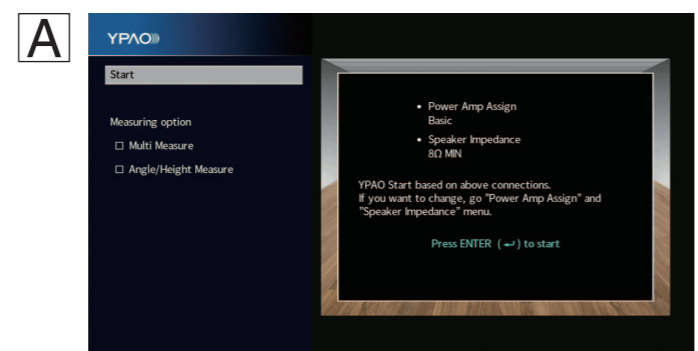 A
YPAO
Start
Measuring option
☐ Multi Measure
☐ Angle/Height Measure
• Power Amp Assign
Basic
• Speaker Impedance
8Ω MIN
YPAO Start based on above connections.
If you want to change, go "Power Amp Assign" and
"Speaker Impedance" menu.
Press ENTER (↵) to start